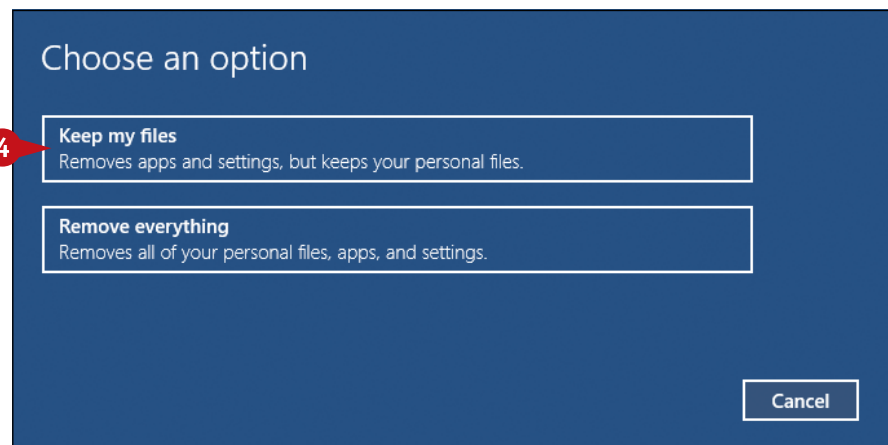 Choose an option
Keep my files
4
Removes apps and settings, but keeps your personal files.
Remove everything
Removes all of your personal files, apps, and settings.
Cancel